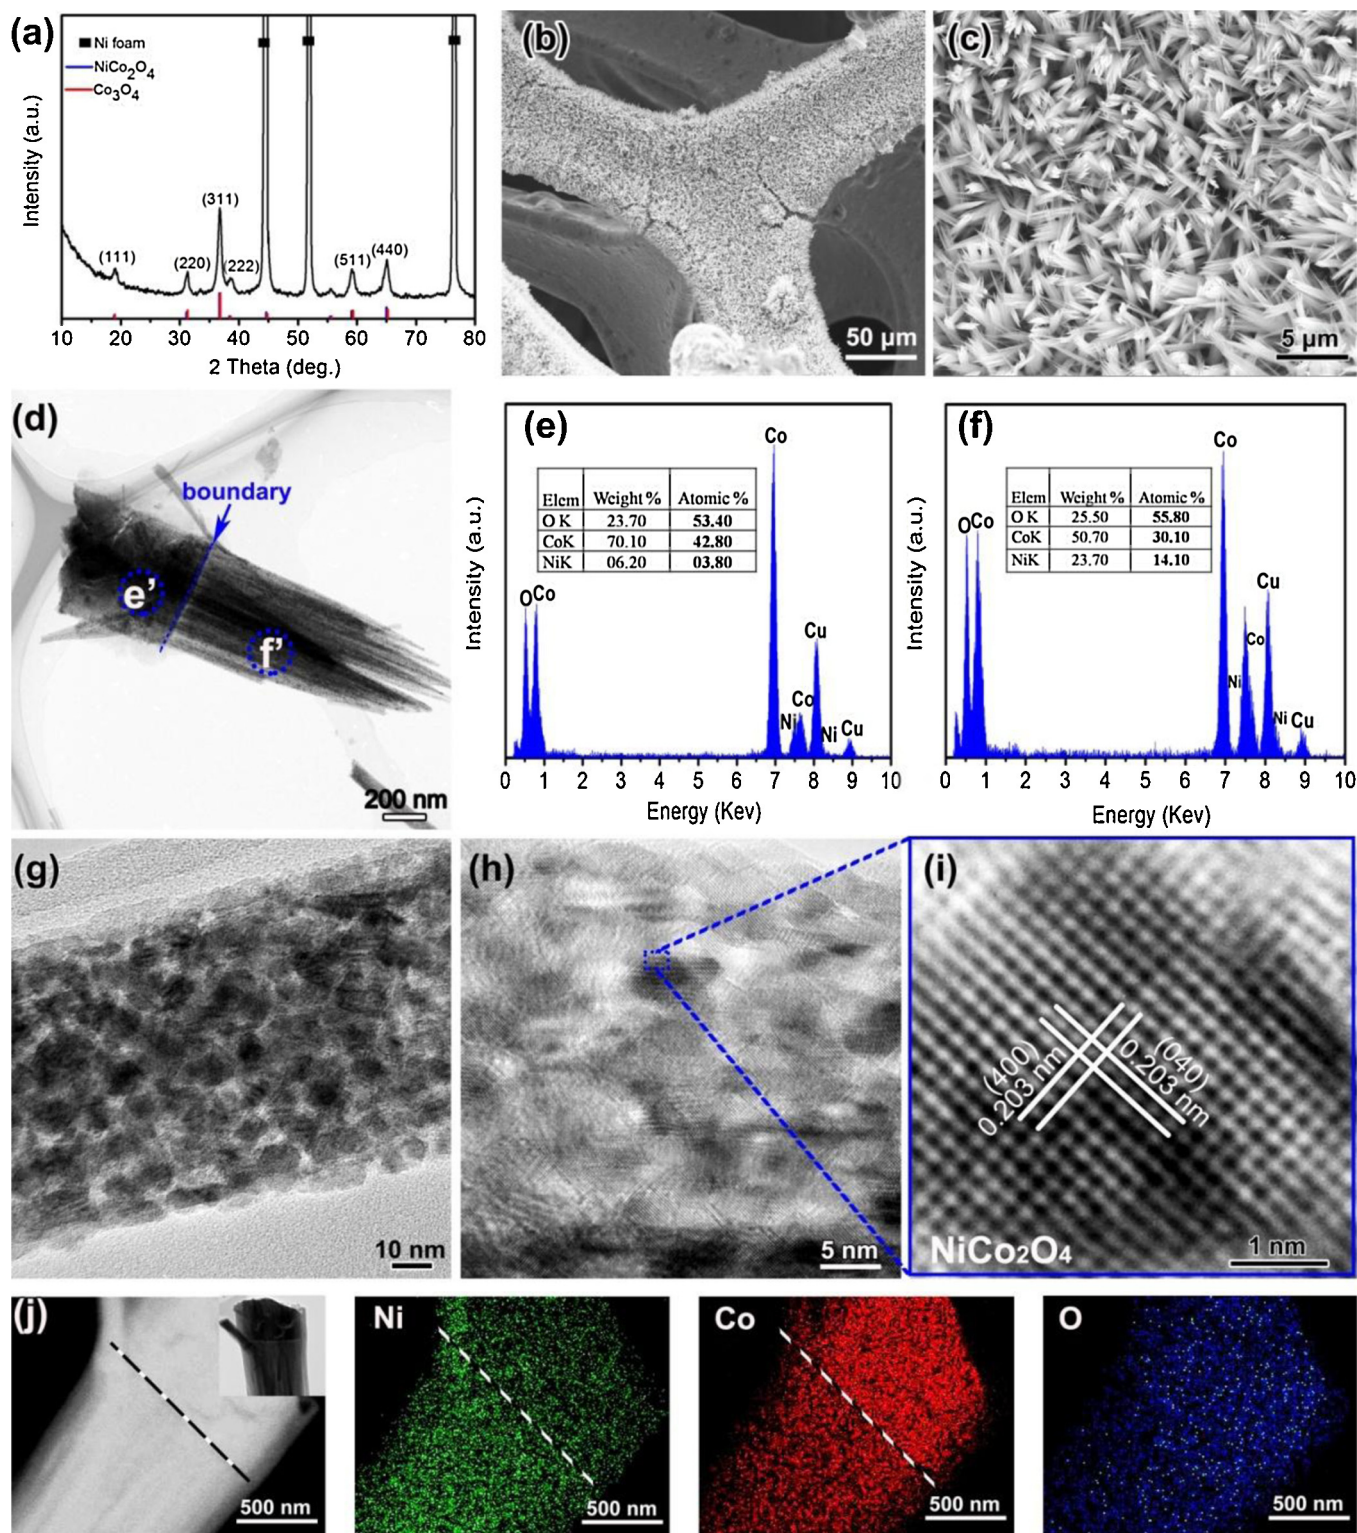 (a)
Ni foam
NiCo2O4
Co3O4
Intensity (a.u.)
(111)
(220)
(311)
(222)
(511)
(440)
10 20 30 40 50 60 70 80
2 Theta (deg.)
(b)
50 µm
(c)
5 µm
(d)
boundary
e’
f’
200 nm
(e)
Intensity (a.u.)
Elem Weight % Atomic %
O K 23.70 53.40
CoK 70.10 42.80
NiK 06.20 03.80
O Co
Co
Ni
Co
Cu
Ni
Cu
0 1 2 3 4 5 6 7 8 9 10
Energy (Kev)
(f)
Intensity (a.u.)
Elem Weight % Atomic %
O K 25.50 55.80
CoK 50.70 30.10
NiK 23.70 14.10
O Co
Co
Ni
Co
Cu
Ni
Cu
0 1 2 3 4 5 6 7 8 9 10
Energy (Kev)
(g)
10 nm
(h)
5 nm
(i)
(400)
0.203 nm
(040)
0.203 nm
NiCo2O4
1 nm
(j)
500 nm
Ni
500 nm
Co
500 nm
O
500 nm